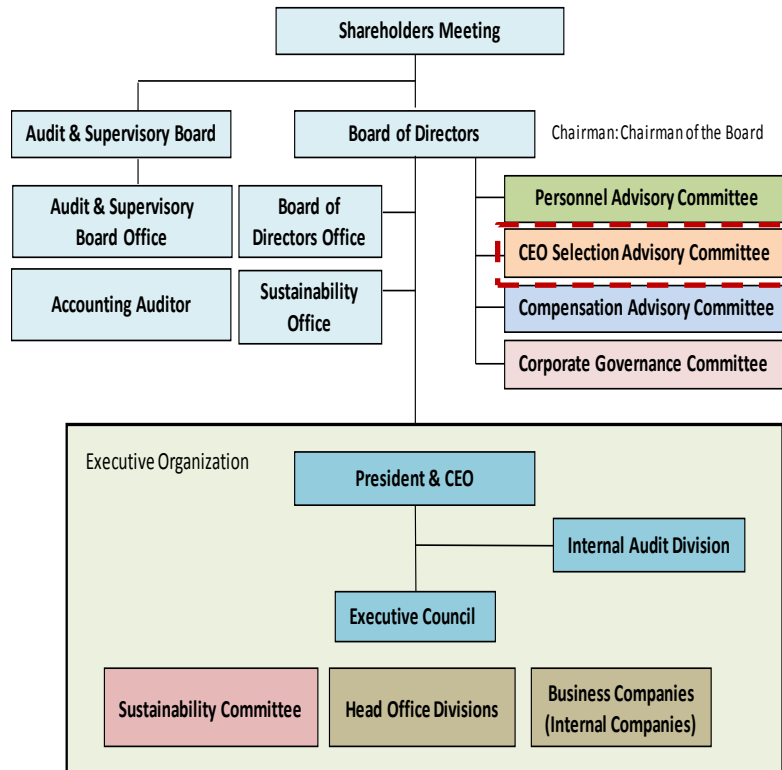 Shareholders Meeting
Audit & Supervisory Board
Board of Directors
Chairman: Chairman of the Board
Audit & Supervisory
Board Office
Board of
Directors Office
Personnel Advisory Committee
CEO Selection Advisory Committee
Accounting Auditor
Sustainability
Office
Compensation Advisory Committee
Corporate Governance Committee
Executive Organization
President & CEO
Internal Audit Division
Executive Council
Sustainability Committee
Head Office Divisions
Business Companies
(Internal Companies)